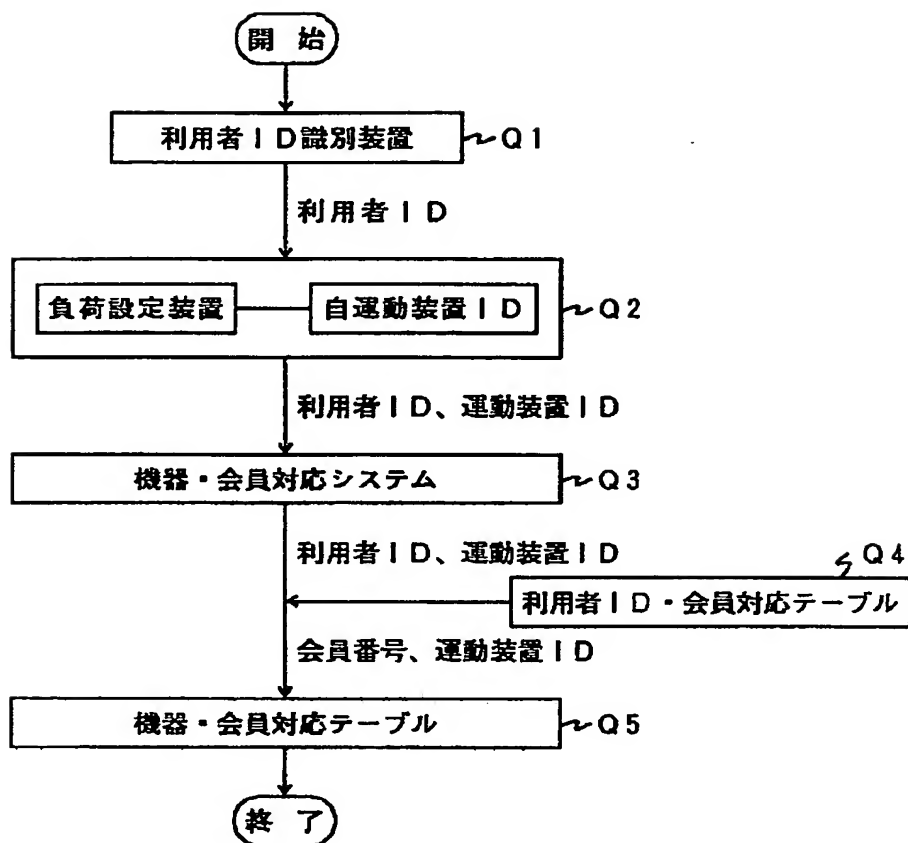 開 始
利用者ID識別装置 Q1
利用者ID
負荷設定装置 自運動装置ID Q2
利用者ID、運動装置ID
機器・会員対応システム Q3
利用者ID、運動装置ID
Q4
利用者ID・会員対応テーブル
会員番号、運動装置ID
機器・会員対応テーブル Q5
終 了